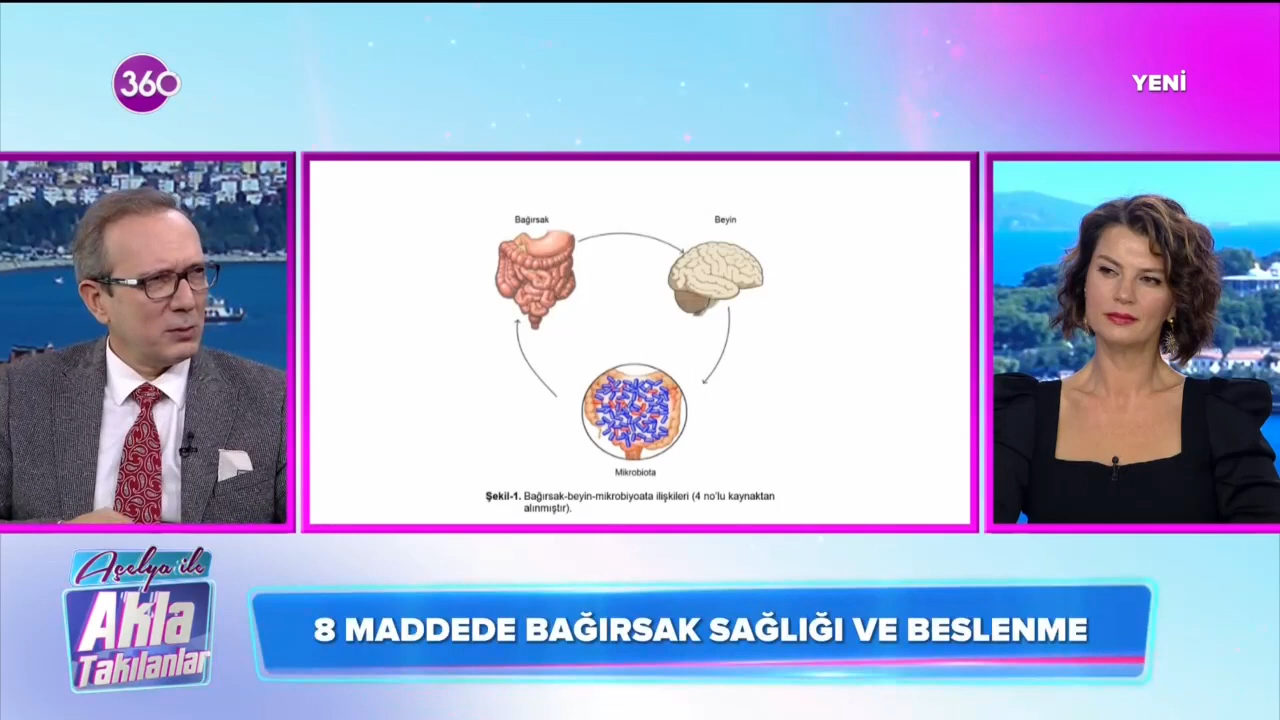 360
YENİ
Bağırsak
Beyin
Mikrobiota
Şekil-1. Bağırsak-beyin-mikrobiyoata ilişkileri (4 no'lu kaynaktan
alınmıştır).
Açelya ile
Akla
Takılanlar
8 MADDEDE BAĞIRSAK SAĞLIĞI VE BESLENME